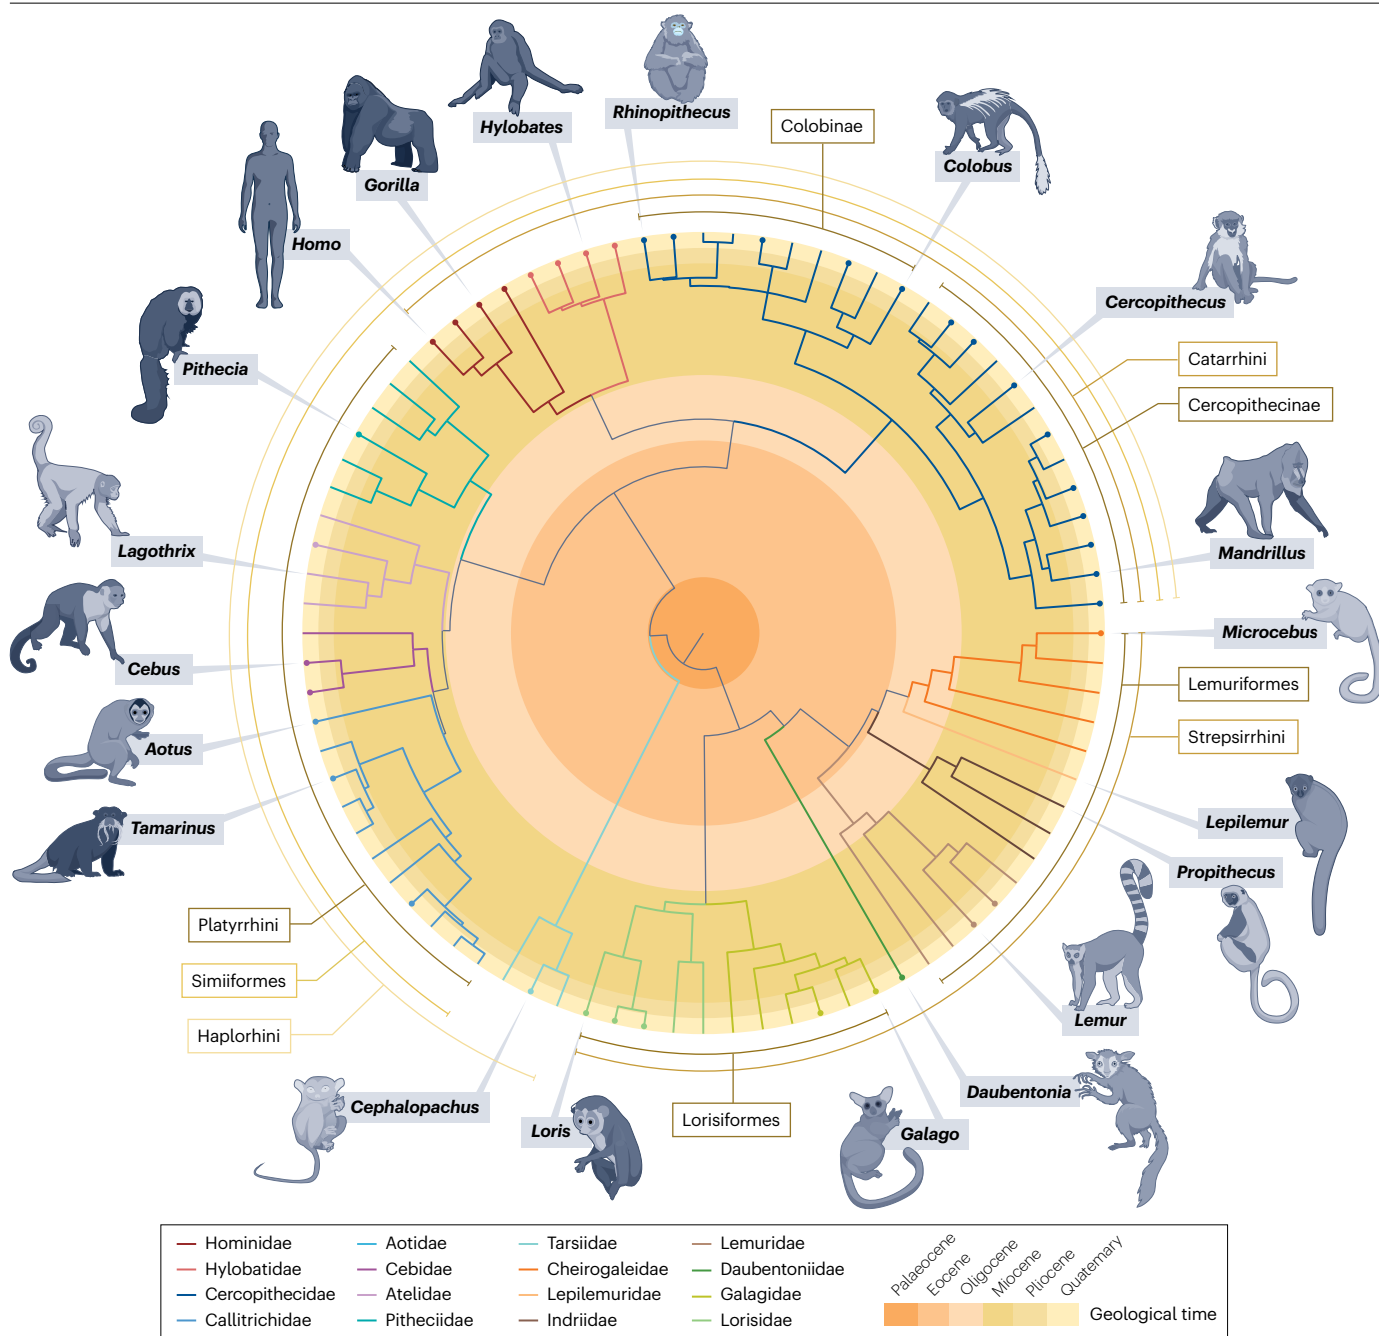 Rhinopithecus
Hylobates
Colobinae
Colobus
Gorilla
Homo
Cercopithecus
Pithecia
Catarrhini
Cercopithecinae
Lagothrix
Mandrillus
Cebus
Microcebus
Lemuriformes
Aotus
Strepsirrhini
Tamarinus
Lepilemur
Propithecus
Platyrrhini
Simiiformes
Haplorhini
Lemur
Cephalopachus
Loris
Lorisiformes
Galago
Daubentonia
Hominidae
Hylobatidae
Cercopithecidae
Callitrichidae
Aotidae
Cebidae
Atelidae
Pitheciidae
Tarsiidae
Cheirogaleidae
Lepilemuridae
Indriidae
Lemuridae
Daubentoniidae
Galagidae
Lorisidae
Palaeocene
Eocene
Oligocene
Miocene
Pliocene
Quaternary
Geological time